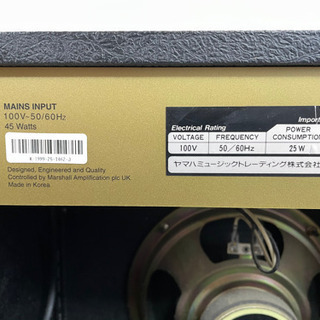 MAINS INPUT
100V~50/60Hz
45 Watts
Designed, Engineered and Quality
Controlled by Marshall Amplification plc UK
Made in Korea.
Importe
Electrical Rating
POWER
VOLTAGE FREQUENCY CONSUMPTION
100V 50/60Hz 25W
ヤマハミュージックトレーディング株式会